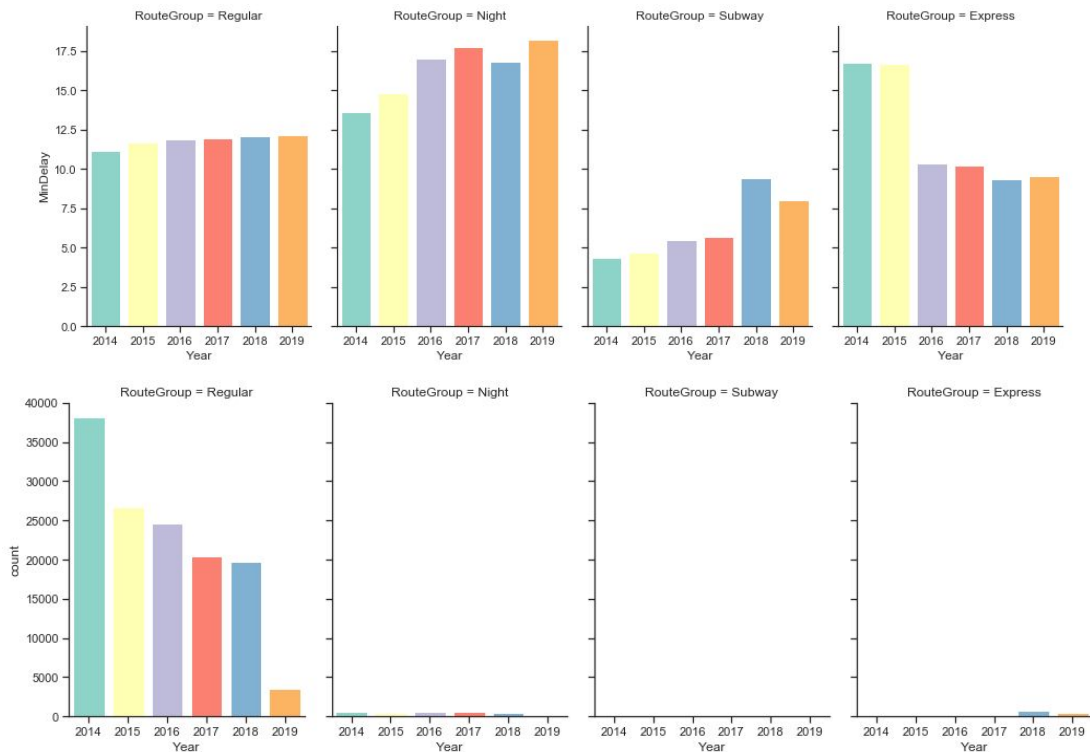 RouteGroup = Regular RouteGroup = Night RouteGroup = Subway RouteGroup = Express
17.5
15.0
12.5
10.0
7.5
5.0
2.5
0.0
MinDelay
2014 2015 2016 2017 2018 2019 2014 2015 2016 2017 2018 2019 2014 2015 2016 2017 2018 2019 2014 2015 2016 2017 2018 2019
Year Year Year Year
RouteGroup = Regular RouteGroup = Night RouteGroup = Subway RouteGroup = Express
40000
35000
30000
25000
20000
15000
10000
5000
0
count
2014 2015 2016 2017 2018 2019 2014 2015 2016 2017 2018 2019 2014 2015 2016 2017 2018 2019 2014 2015 2016 2017 2018 2019
Year Year Year Year